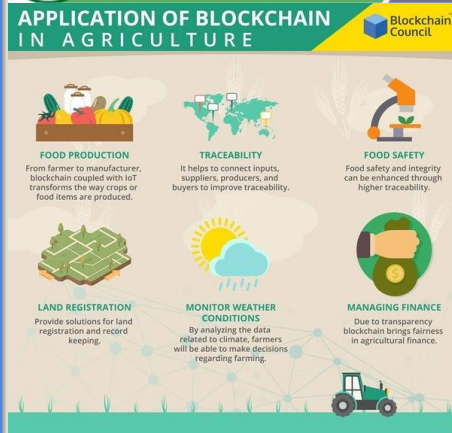 APPLICATION OF BLOCKCHAIN
IN AGRICULTURE
Blockchain
Council
FOOD PRODUCTION
From farmer to manufacturer,
blockchain coupled with IoT
transforms the way crops or
food items are produced.
TRACEABILITY
It helps to connect inputs,
suppliers, producers, and
buyers to improve traceability.
FOOD SAFETY
Food safety and integrity
can be enhanced through
higher traceability.
LAND REGISTRATION
Provide solutions for land
registration and record
keeping.
MONITOR WEATHER
CONDITIONS
By analyzing the data
related to climate, farmers
will be able to make decisions
regarding farming.
MANAGING FINANCE
Due to transparency
blockchain brings fairness
in agricultural finance.